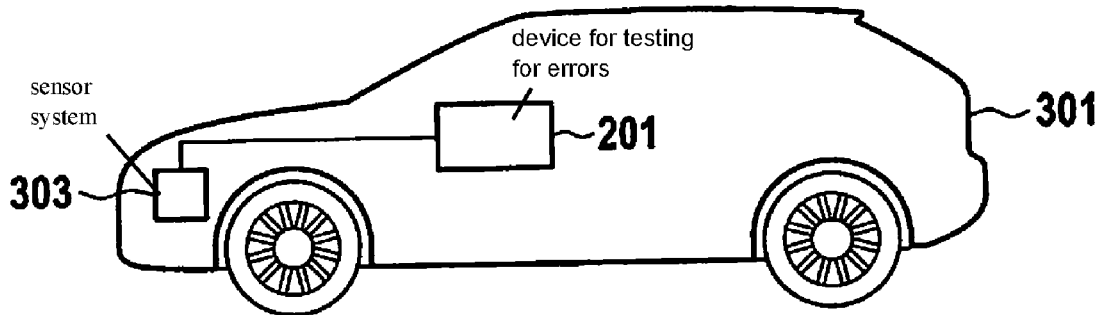 device for testing
for errors
sensor
system
301
201
303